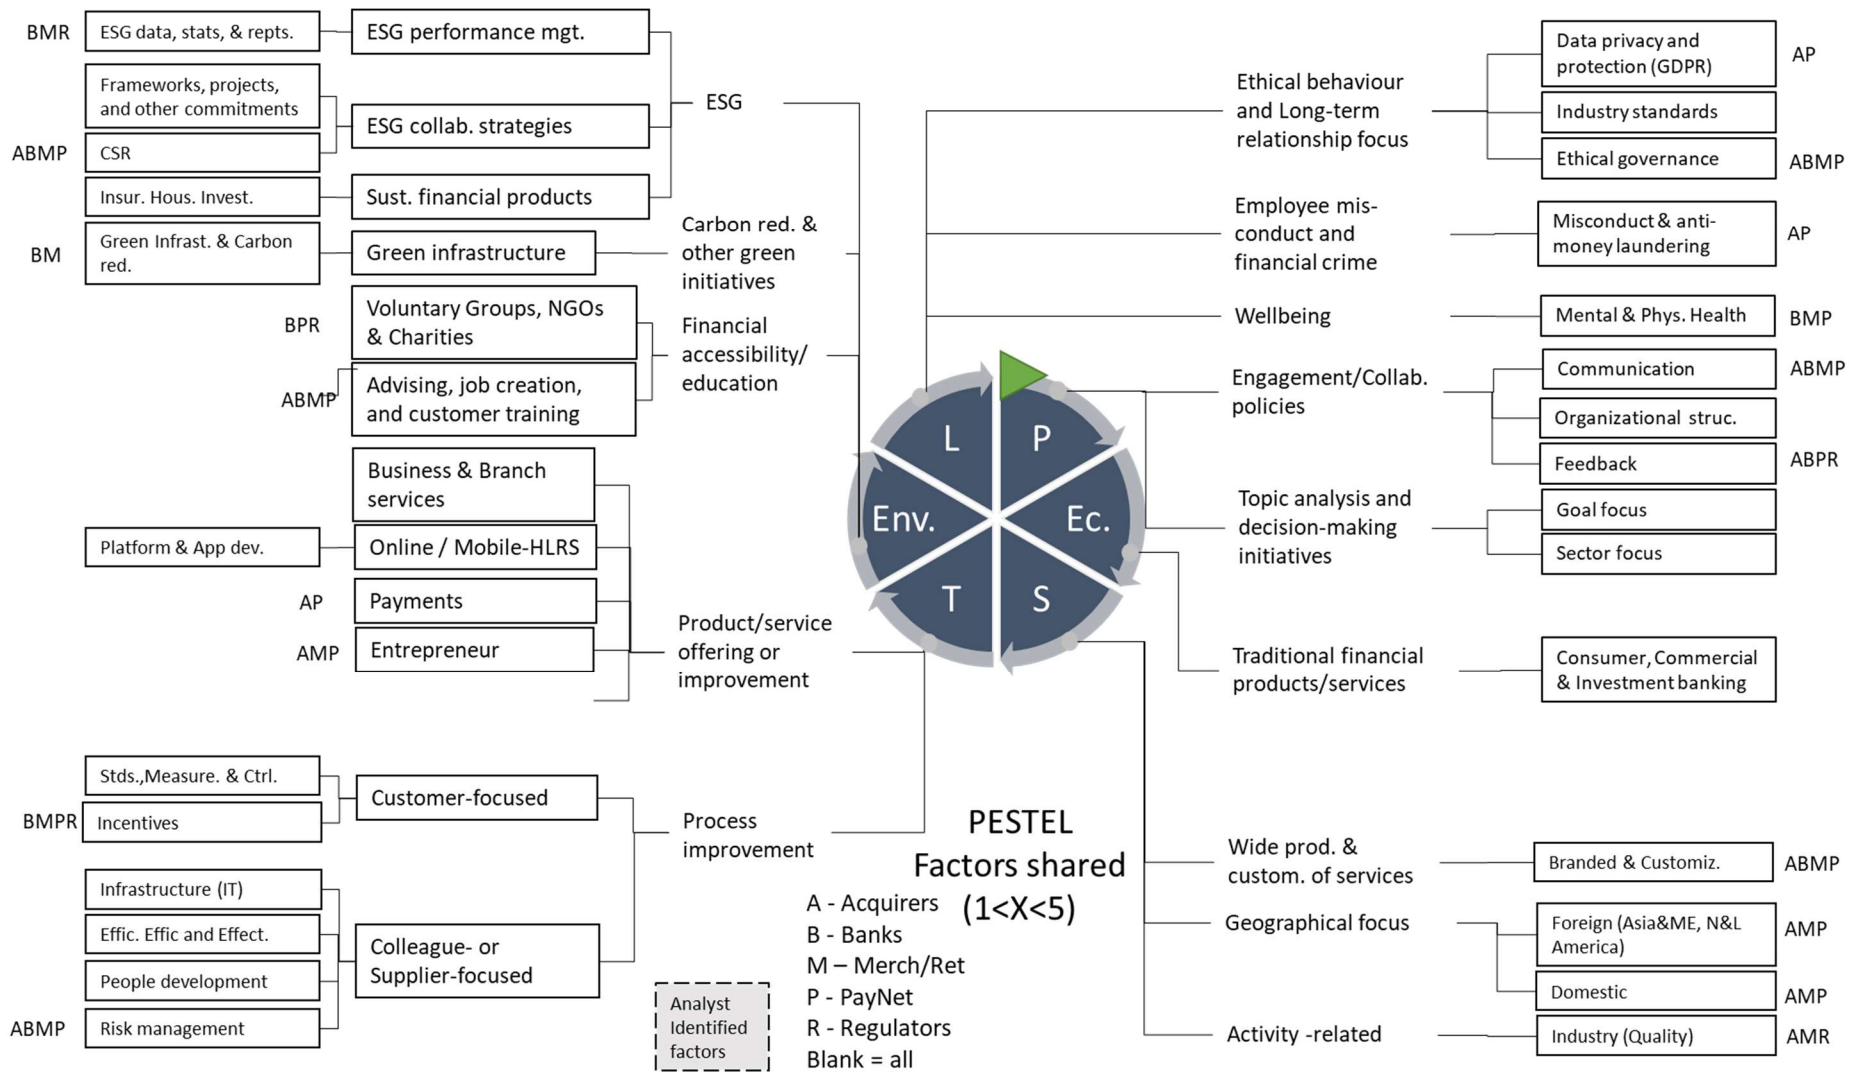 BMR
ESG data, stats, & repts.
ESG performance mgt.
Frameworks, projects,
and other commitments
ESG collab. strategies
ABMP
CSR
Insur. Hous. Invest.
Sust. financial products
ESG
BM
Green Infrast. & Carbon
red.
Green infrastructure
Carbon red. &
other green
initiatives
BPR
Voluntary Groups, NGOs
& Charities
ABMP
Advising, job creation,
and customer training
Financial
accessibility/
education
Business & Branch
services
Platform & App dev.
Online / Mobile-HLRS
AP
Payments
AMP
Entrepreneur
Product/service
offering or
improvement
Stds.,Measure. & Ctrl.
BMPR
Incentives
Customer-focused
Infrastructure (IT)
Effic. Effic and Effect.
People development
ABMP
Risk management
Colleague- or
Supplier-focused
Process
improvement
L
P
Env.
Ec.
T
S
PESTEL
Factors shared
(1<X<5)
A - Acquirers
B - Banks
M – Merch/Ret
P - PayNet
R - Regulators
Blank = all
Analyst
Identified
factors
Ethical behaviour
and Long-term
relationship focus
Data privacy and
protection (GDPR)
AP
Industry standards
Ethical governance
ABMP
Employee mis-
conduct and
financial crime
Misconduct & anti-
money laundering
AP
Wellbeing
Mental & Phys. Health
BMP
Engagement/Collab.
policies
Communication
ABMP
Organizational struc.
Feedback
ABPR
Topic analysis and
decision-making
initiatives
Goal focus
Sector focus
Traditional financial
products/services
Consumer, Commercial
& Investment banking
Wide prod. &
custom. of services
Branded & Customiz.
ABMP
Geographical focus
Foreign (Asia&ME, N&L
America)
AMP
Domestic
AMP
Activity -related
Industry (Quality)
AMR